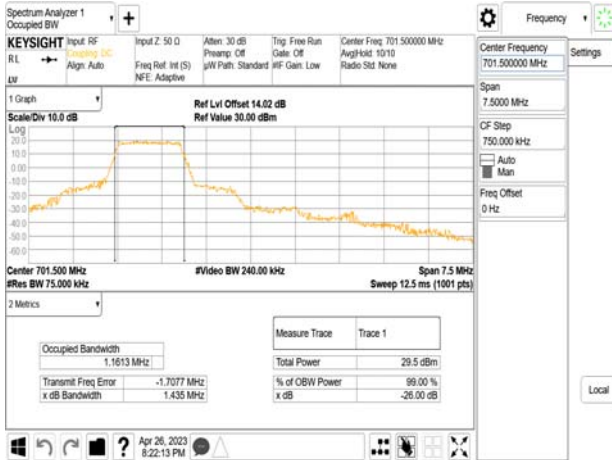 Spectrum Analyzer 1
Occupied BW
KEYSIGHT
RL
Input: RF
Coupling: DC
Align: Auto
Input Z: 50 Ω
Freq Ref: Int (S)
NFE: Adaptive
Atten: 30 dB
Preamp: Off
µW Path: Standard
Trig: Free Run
Gate: Off
#IF Gain: Low
Center Freq: 701.500000 MHz
Avg|Hold: 10/10
Radio Std: None
1 Graph
Scale/Div 10.0 dB
Ref Lvl Offset 14.02 dB
Ref Value 30.00 dBm
Log
20.0
10.0
0.00
-10.0
-20.0
-30.0
-40.0
-50.0
-60.0
Center 701.500 MHz
#Res BW 75.000 kHz
#Video BW 240.00 kHz
Span 7.5 MHz
Sweep 12.5 ms (1001 pts)
2 Metrics
Measure Trace Trace 1
Occupied Bandwidth
1.1613 MHz
Total Power 29.5 dBm
Transmit Freq Error -1.7077 MHz
% of OBW Power 99.00 %
x dB Bandwidth 1.435 MHz
x dB -26.00 dB
Apr 26, 2023
8:22:13 PM
Frequency
Center Frequency
701.500000 MHz
Settings
Span
7.5000 MHz
CF Step
750.000 kHz
Auto
Man
Freq Offset
0 Hz
Local